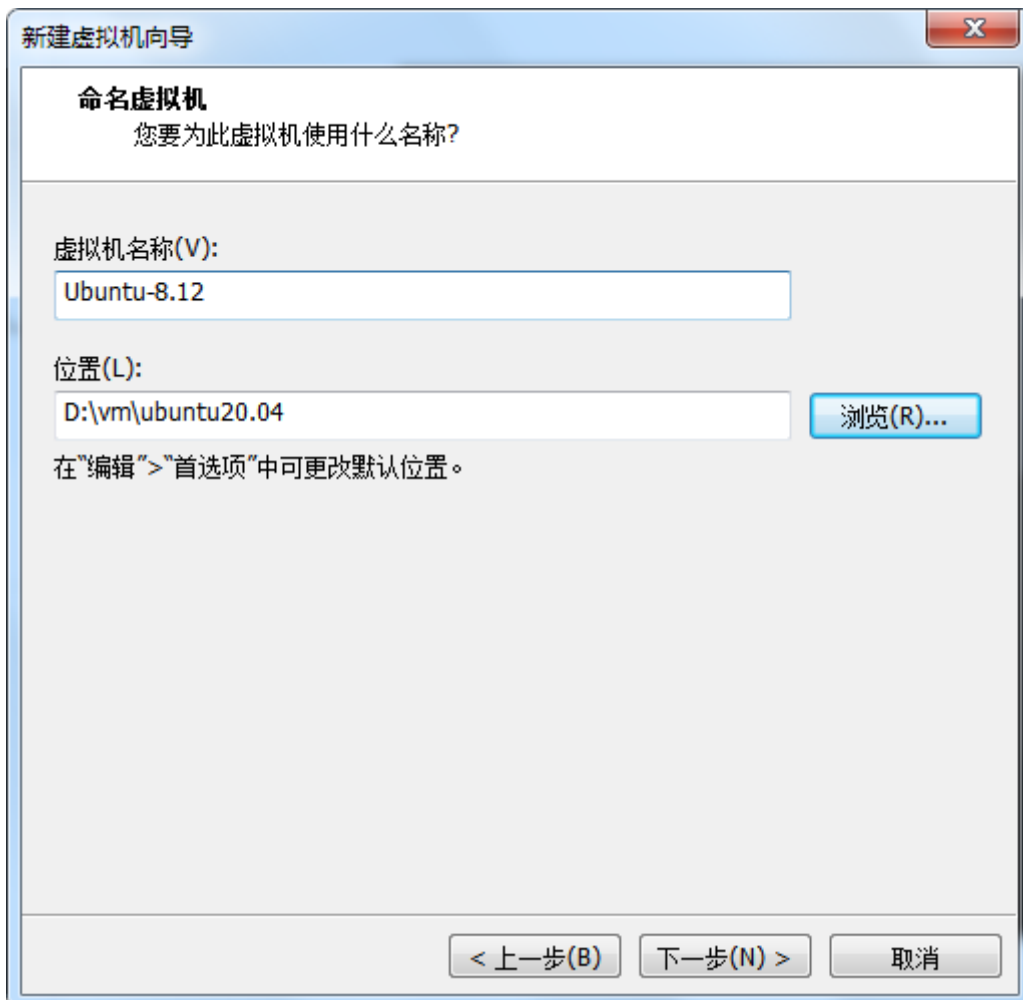 新建虚拟机向导
命名虚拟机
您要为此虚拟机使用什么名称?
虚拟机名称(V):
Ubuntu-8.12
位置(L):
D:\vm\ubuntu20.04
浏览(R)...
在"编辑">"首选项"中可更改默认位置。
< 上一步(B)
下一步(N) >
取消